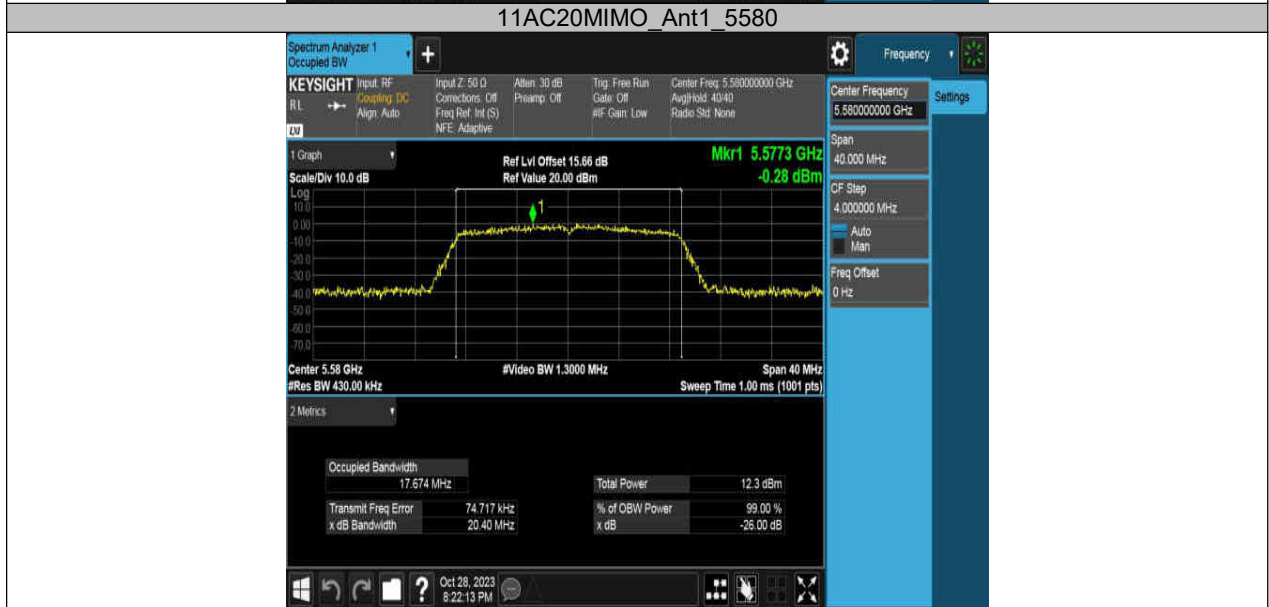 11AC20MIMO_Ant1_5580
Spectrum Analyzer 1
Occupied BW
+
Frequency
KEYSIGHT
RL
LXI
Input: RF
Coupling: DC
Align: Auto
Input Z: 50 Ω
Corrections: Off
Freq Ref: Int (S)
NFE: Adaptive
Atten: 30 dB
Preamp: Off
Trig: Free Run
Gate: Off
#IF Gain: Low
Center Freq: 5.580000000 GHz
Avg|Hold: 40/40
Radio Std: None
Center Frequency
5.580000000 GHz
Settings
Span
40.000 MHz
CF Step
4.000000 MHz
Auto
Man
Freq Offset
0 Hz
1 Graph
Scale/Div 10.0 dB
Ref Lvl Offset 15.66 dB
Ref Value 20.00 dBm
Mkr1 5.5773 GHz
-0.28 dBm
Log
10.0
0.00
-10.0
-20.0
-30.0
-40.0
-50.0
-60.0
-70.0
1
Center 5.58 GHz
#Video BW 1.3000 MHz
Span 40 MHz
#Res BW 430.00 kHz
Sweep Time 1.00 ms (1001 pts)
2 Metrics
Occupied Bandwidth
17.674 MHz
Total Power 12.3 dBm
Transmit Freq Error 74.717 kHz
% of OBW Power 99.00 %
x dB Bandwidth 20.40 MHz
x dB -26.00 dB
?
Oct 28, 2023
8:22:13 PM